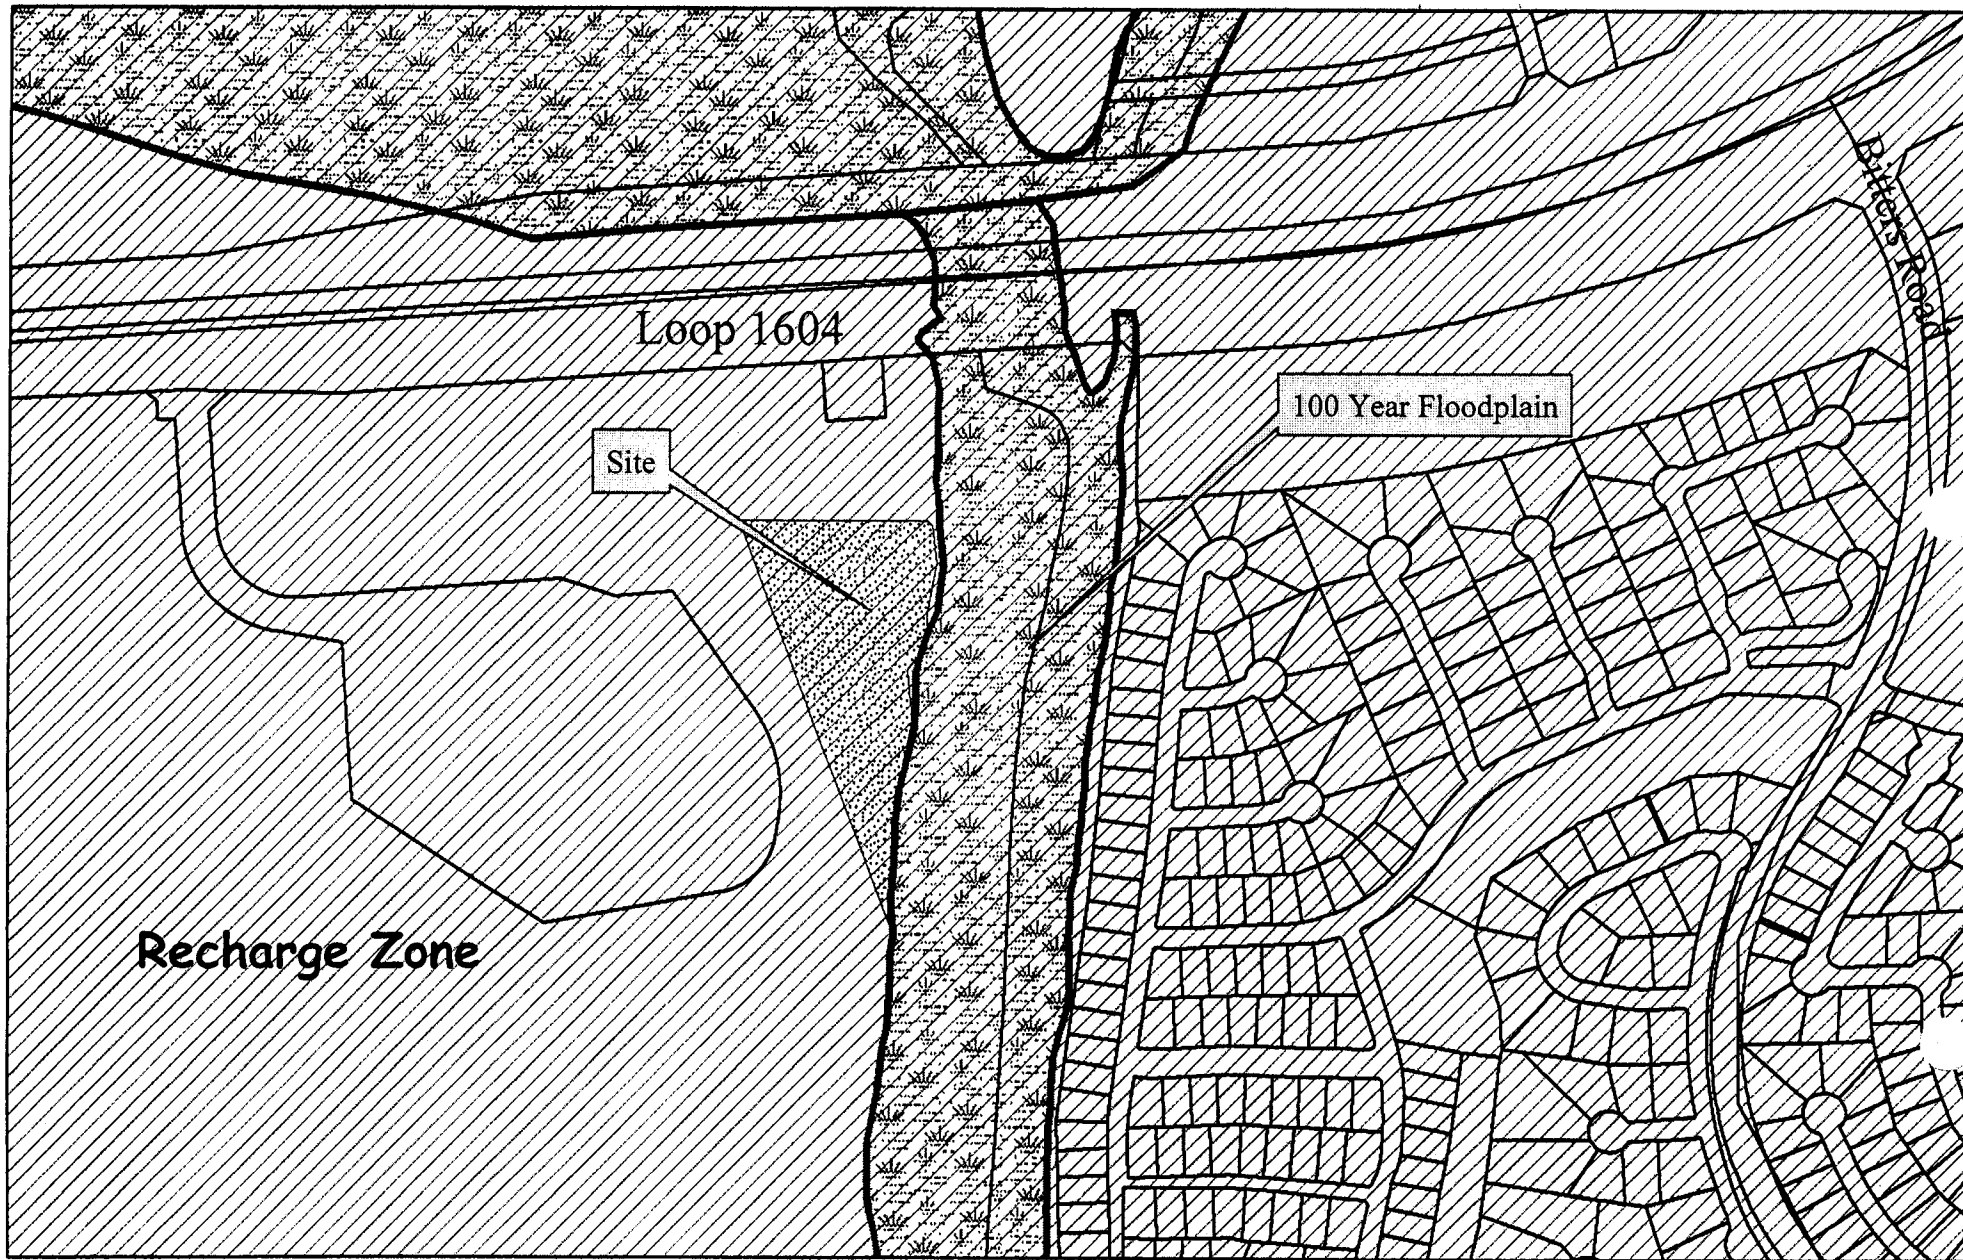 Bitters Road
Loop 1604
100 Year Floodplain
Site
Recharge Zone